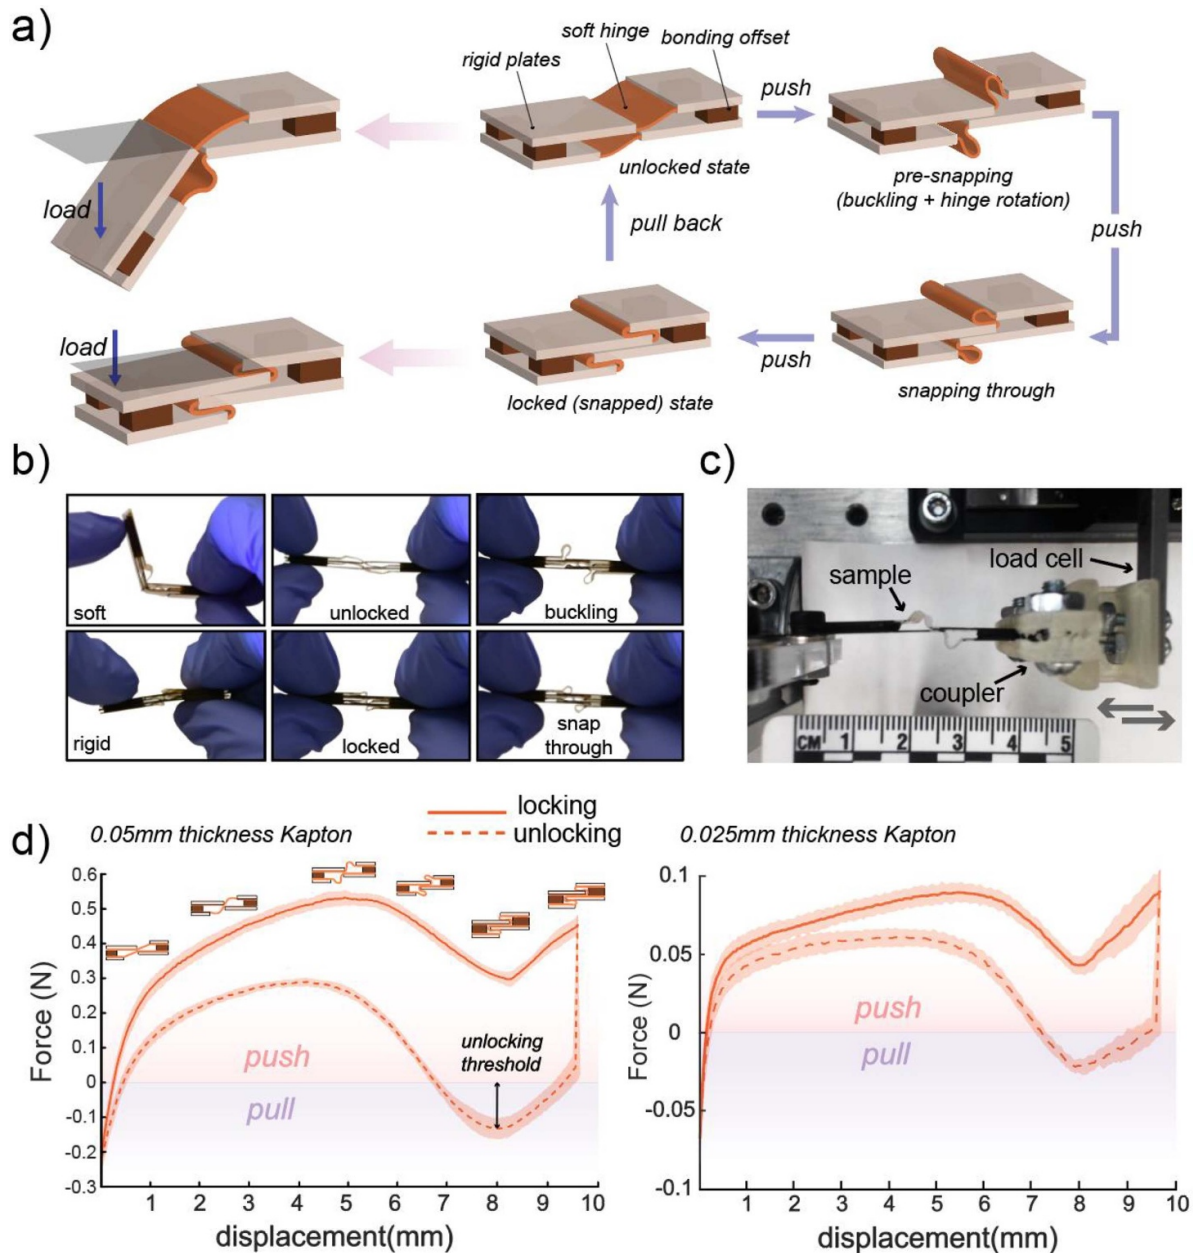 a)
rigid plates
soft hinge
bonding offset
push
unlocked state
pre-snapping
(buckling + hinge rotation)
load
pull back
push
load
push
locked (snapped) state
snapping through
b)
soft
unlocked
buckling
rigid
locked
snap
through
c)
load cell
sample
coupler
CM 1 2 3 4 5
d)
locking
unlocking
0.05mm thickness Kapton
0.6
0.5
0.4
0.3
0.2
0.1
0
-0.1
-0.2
-0.3
Force (N)
push
pull
unlocking
threshold
1 2 3 4 5 6 7 8 9 10
displacement(mm)
0.025mm thickness Kapton
0.1
0.05
0
-0.05
-0.1
Force (N)
push
pull
1 2 3 4 5 6 7 8 9 10
displacement(mm)